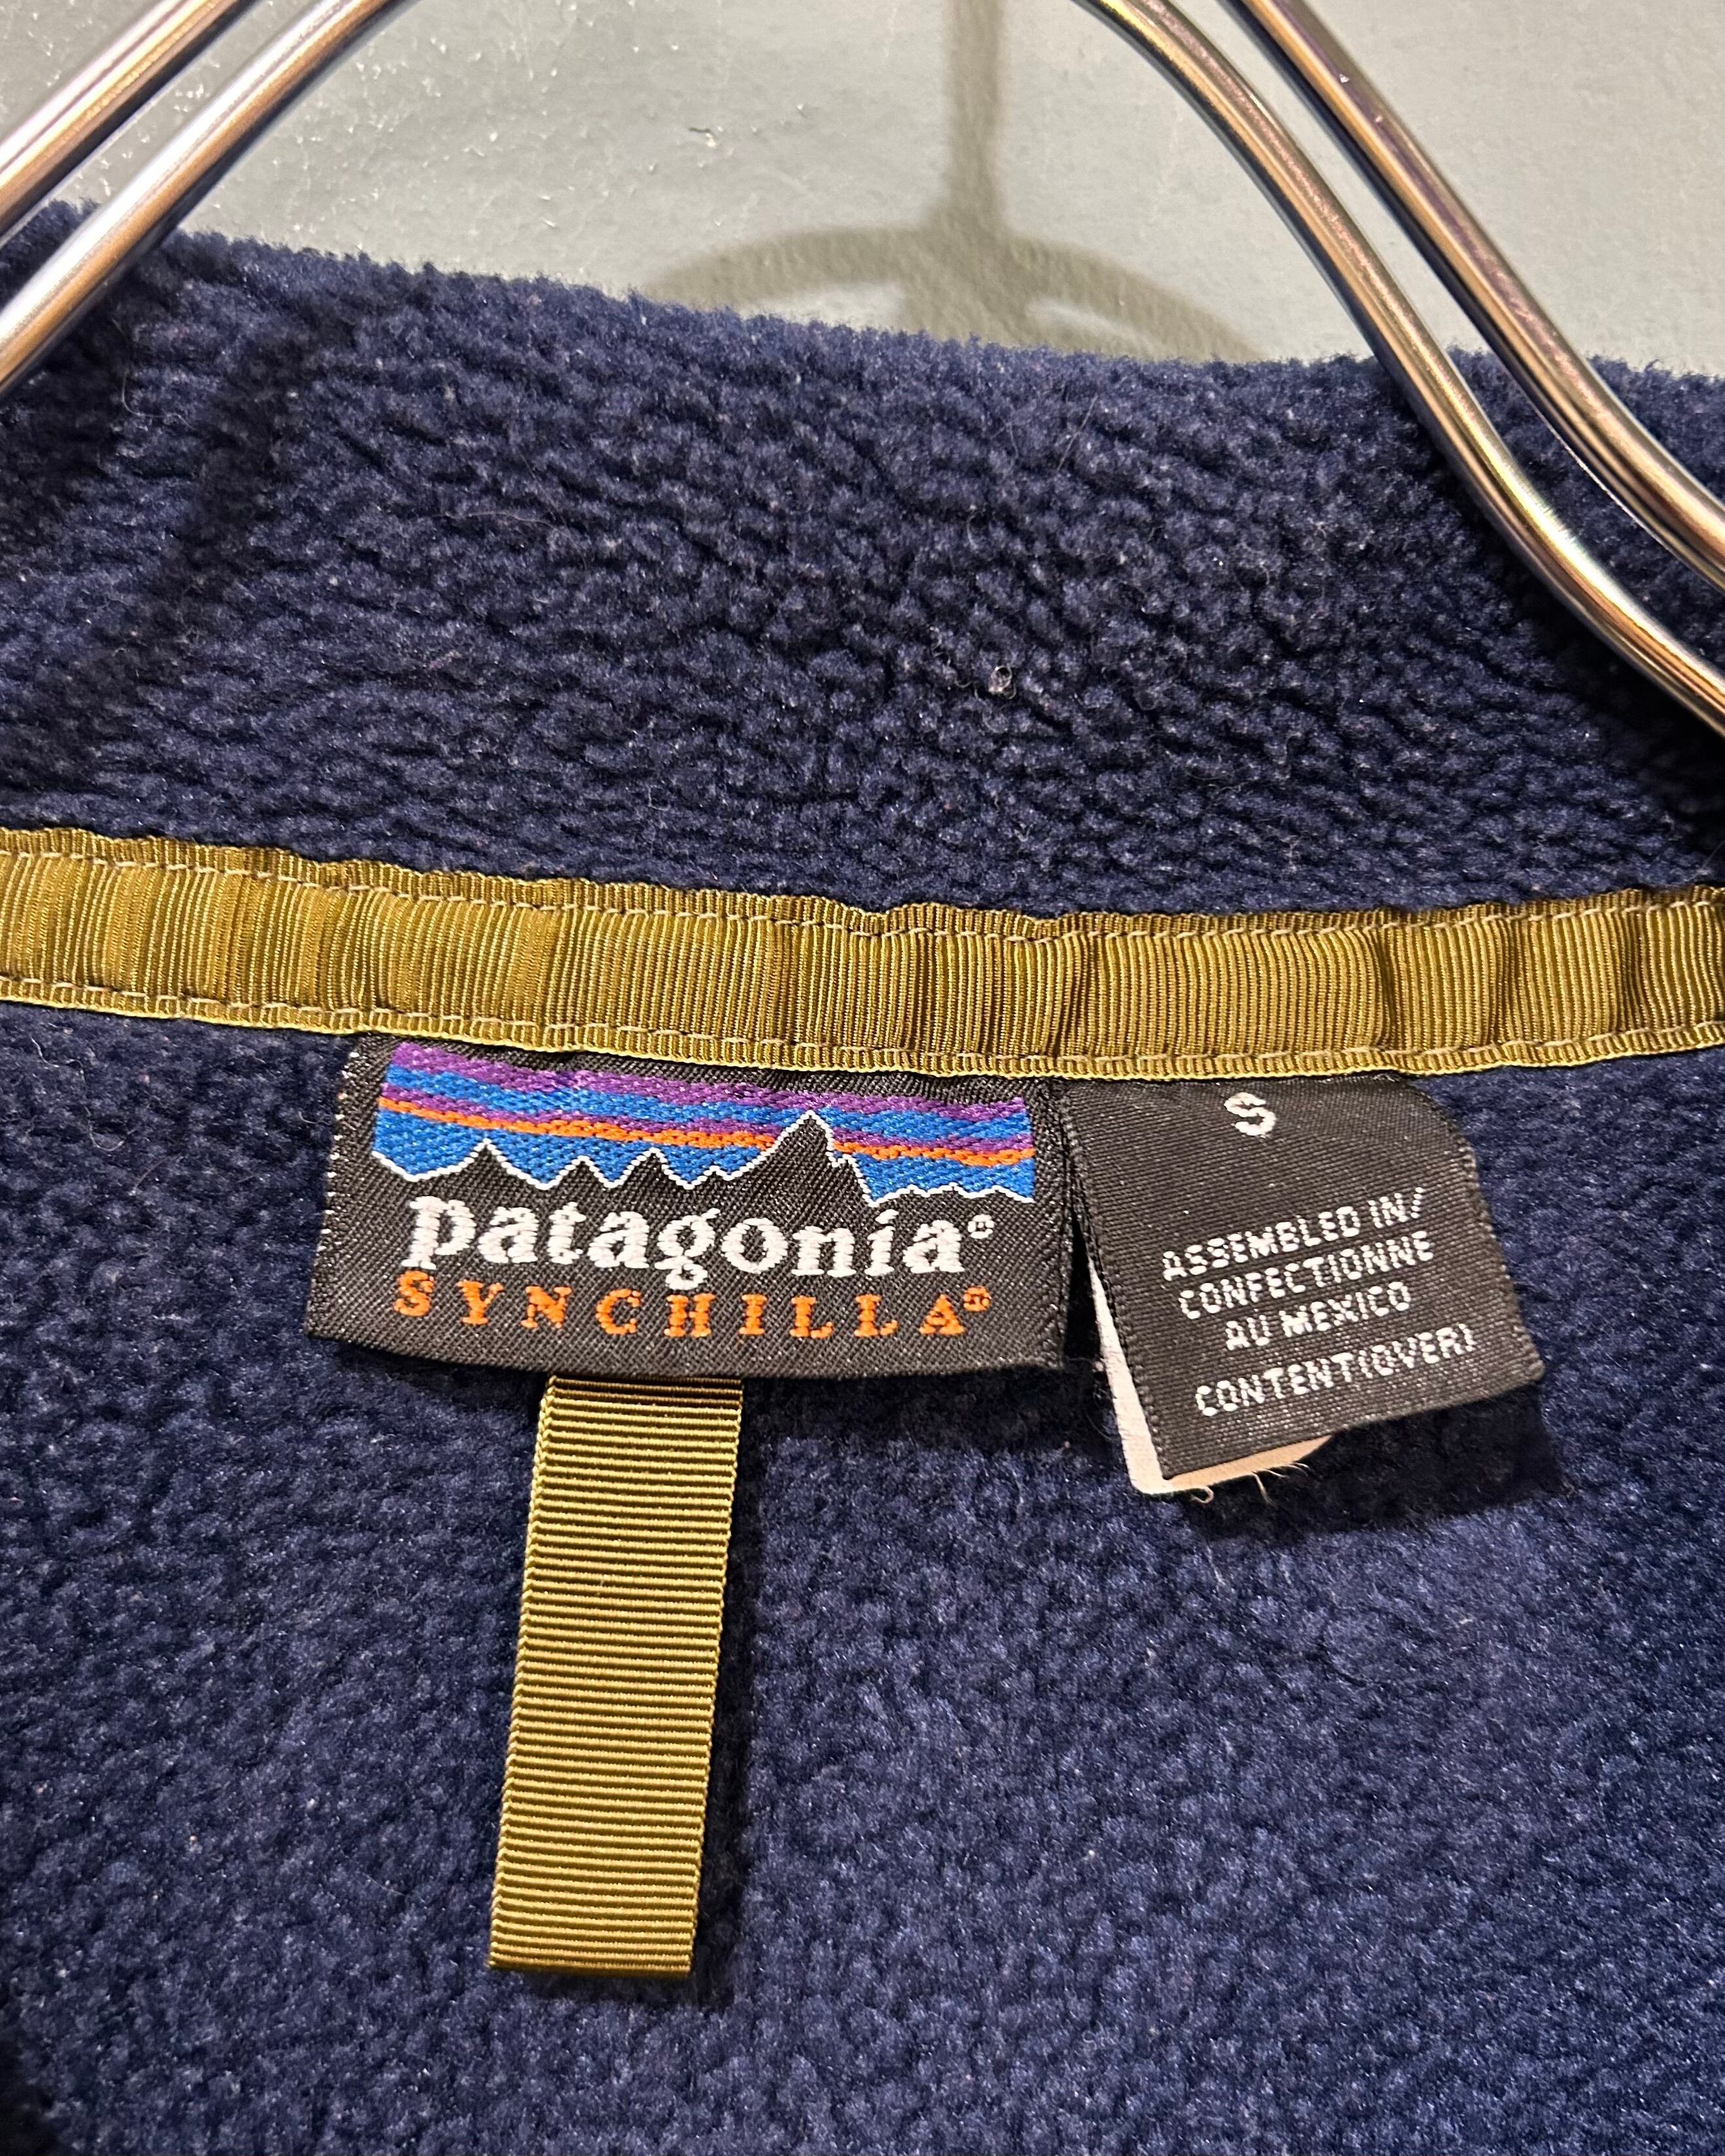 patagonia®
SYNCHILLA®
S
ASSEMBLED IN/
CONFECTIONNE
AU MEXICO
CONTENT(OVER)